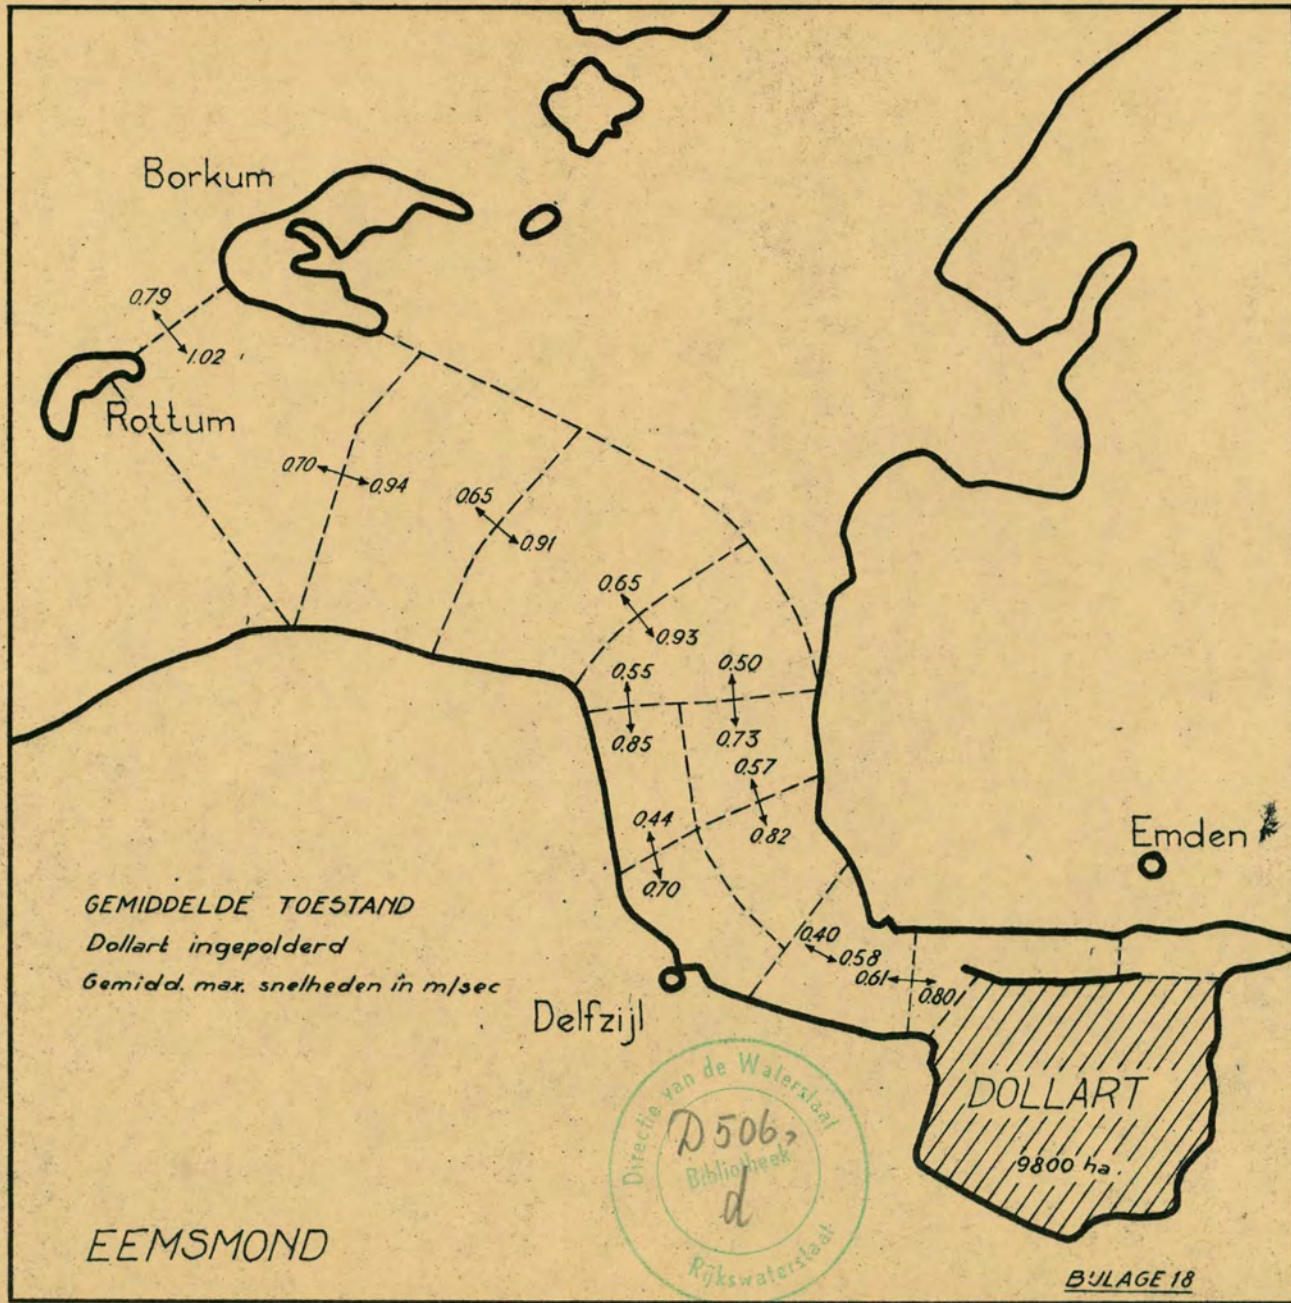 Borkum
0.79
1.02
Rottum
0.70
0.94
0.65
0.91
0.65
0.93
0.55
0.50
0.85
0.73
0.57
0.44
0.82
0.70
Emden
GEMIDDELDE TOESTAND
Dollart ingepolderd
Gemidd. max. snelheden in m/sec
0.40
0.58
0.61
0.80
Delfzijl
DOLLART
9800 ha.
Directie van de Waterstaat
D 506,
Bibliotheek
d
Rijkswaterstaat
EEMSMOND
BIJLAGE 18